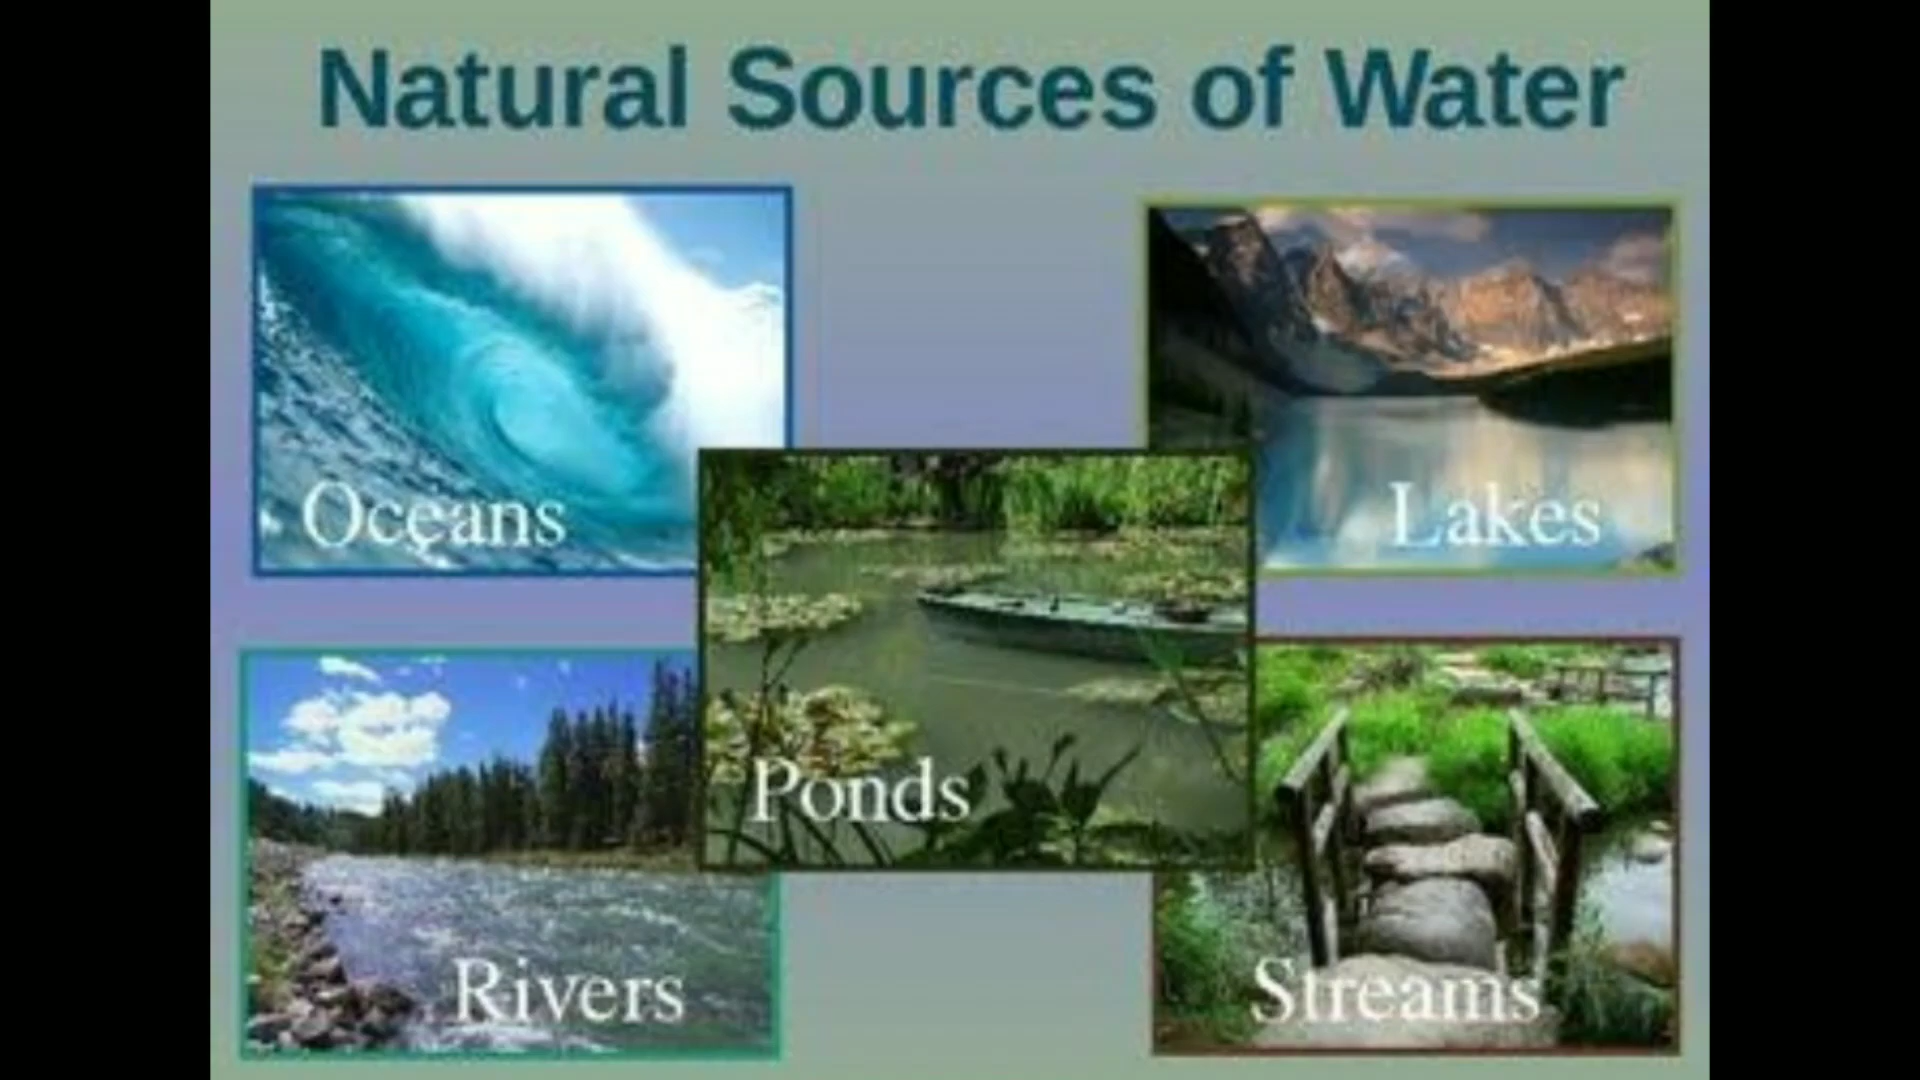 Natural Sources of Water
Oceans
Lakes
Ponds
Rivers
Streams